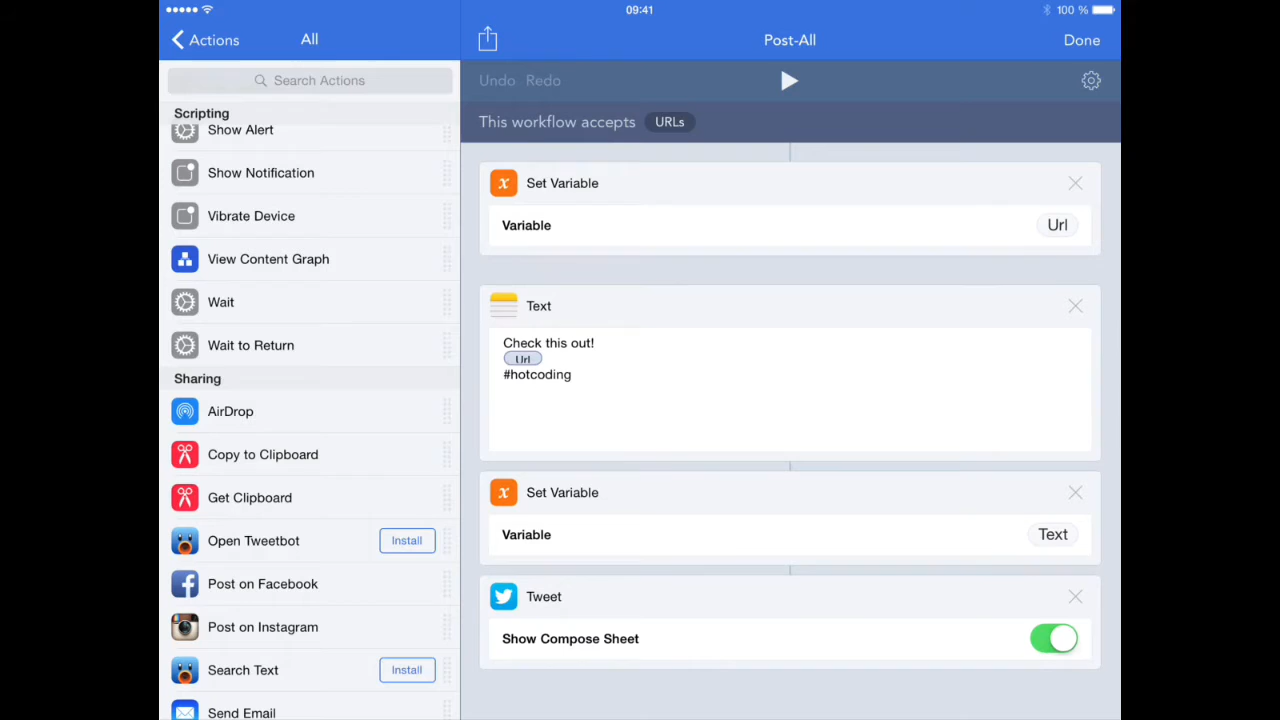 09:41
100 %
Actions
All
Post-All
Done
Search Actions
Undo Redo
This workflow accepts URLs
Scripting
Show Alert
Show Notification
Vibrate Device
View Content Graph
Wait
Wait to Return
Sharing
AirDrop
Copy to Clipboard
Get Clipboard
Open Tweetbot Install
Post on Facebook
Post on Instagram
Search Text Install
Send Email
x Set Variable
Variable Url
Text
Check this out!
Url
#hotcoding
x Set Variable
Variable Text
Tweet
Show Compose Sheet